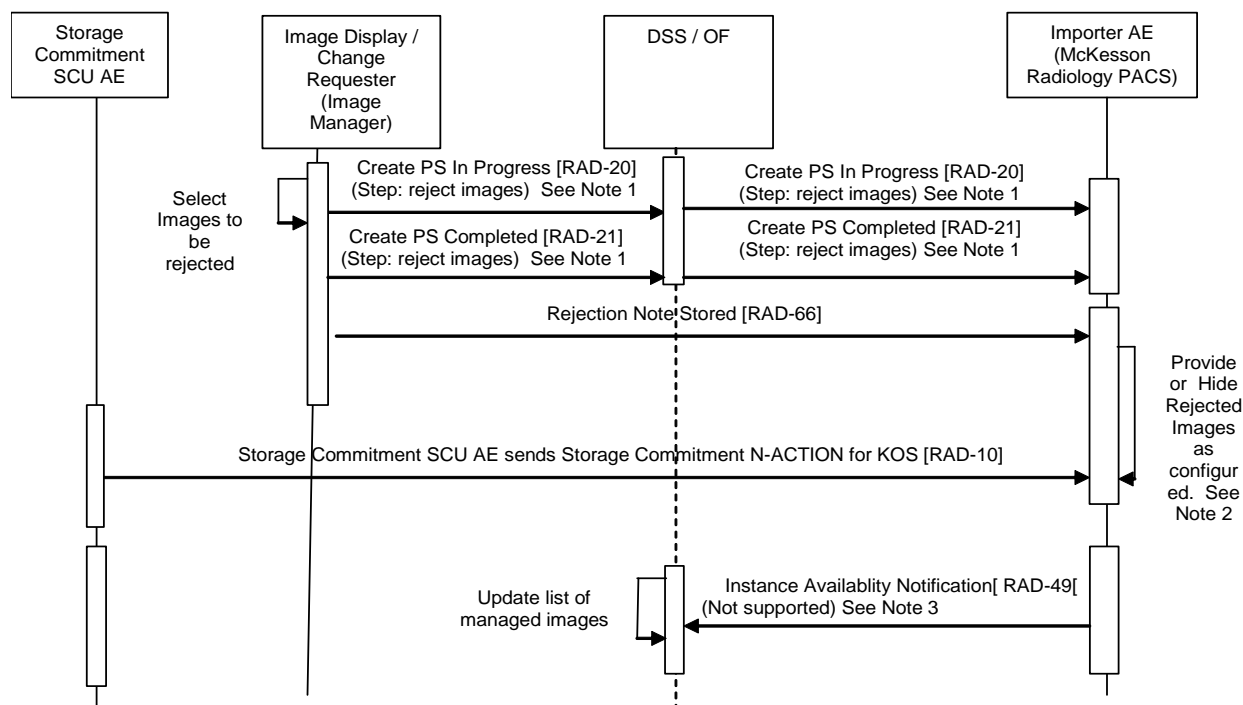 Storage
Commitment
SCU AE
Image Display /
Change
Requester
(Image
Manager)
DSS / OF
Importer AE
(McKesson
Radiology PACS)
Select
Images to
be
rejected
Create PS In Progress [RAD-20]
(Step: reject images)  See Note 1
Create PS In Progress [RAD-20]
(Step: reject images) See Note 1
Create PS Completed [RAD-21]
(Step: reject images)  See Note 1
Create PS Completed [RAD-21]
(Step: reject images) See Note 1
Rejection Note Stored [RAD-66]
Provide
or  Hide
Rejected
Images
as
configur
ed.  See
Note 2
Storage Commitment SCU AE sends Storage Commitment N-ACTION for KOS [RAD-10]
Update list of
managed images
Instance Availablity Notification[ RAD-49[
(Not supported) See Note 3